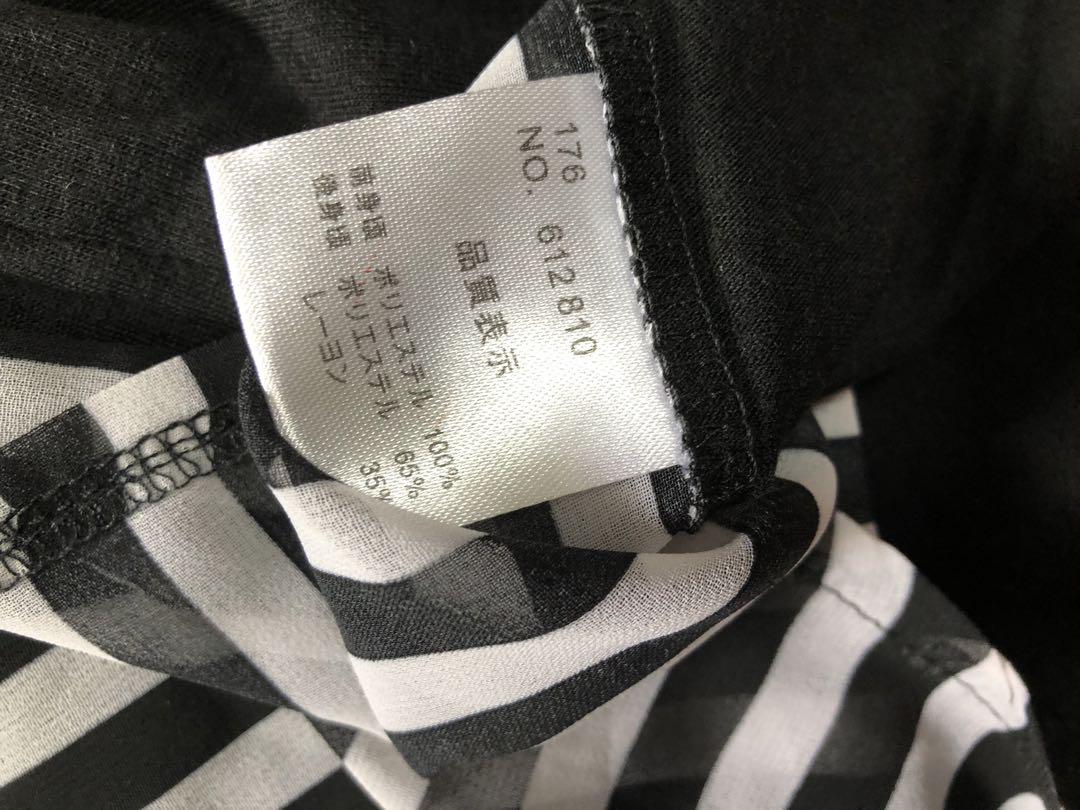 176
NO. 612810
品質表示
前身頃 ポリエステル 100%
後身頃 ポリエステル 65%
レーヨン 35%